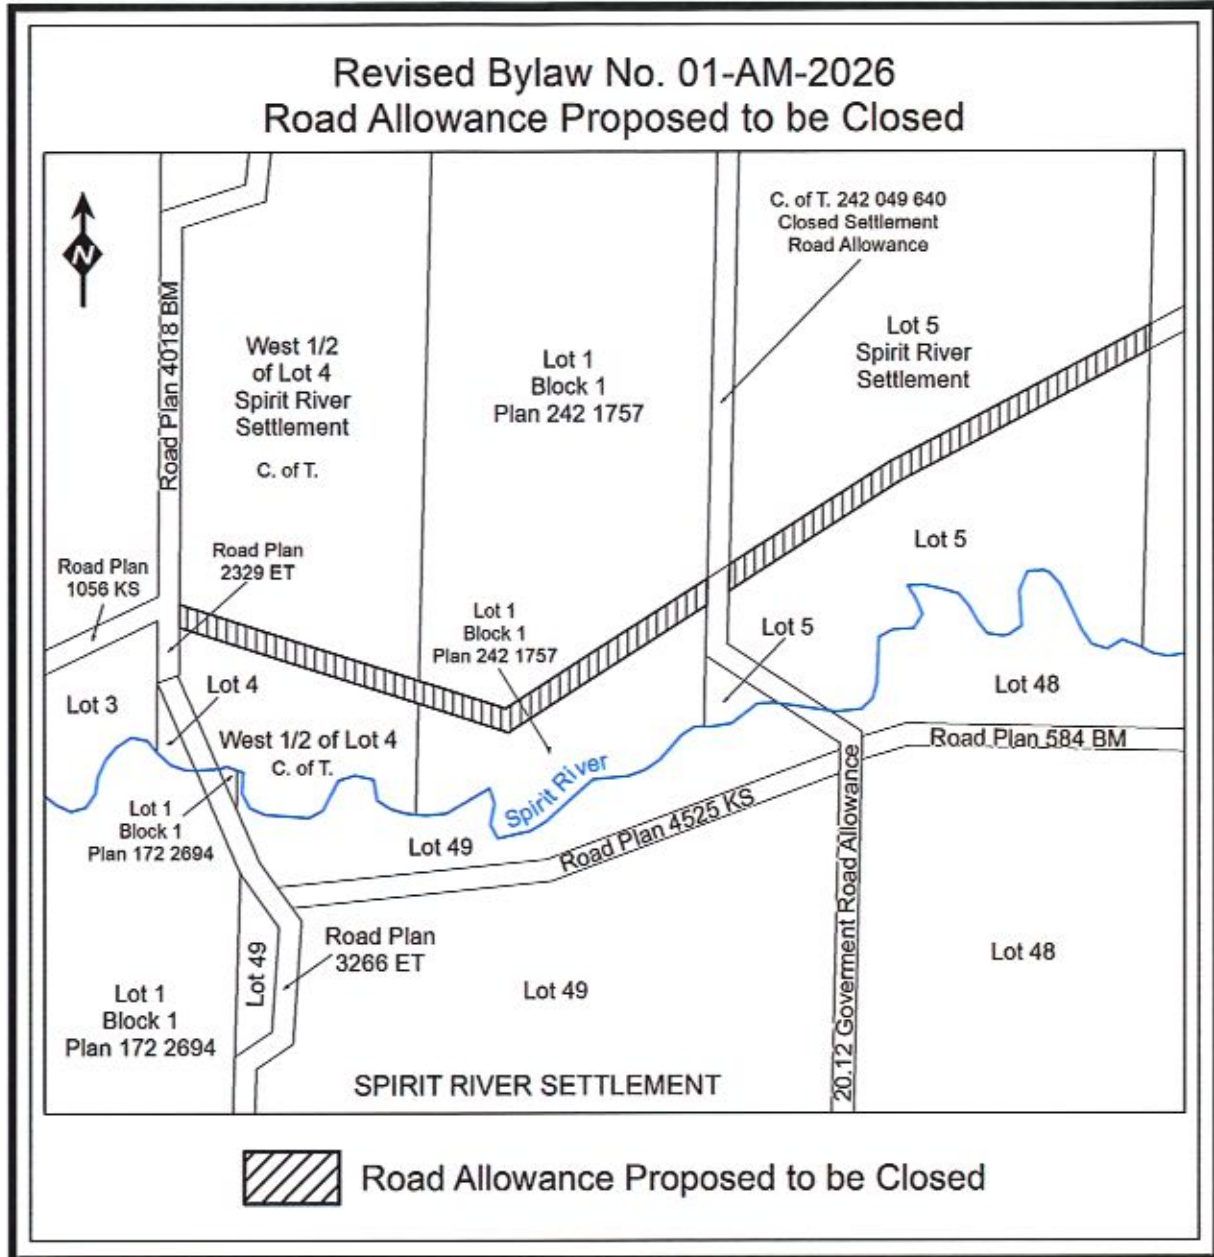 Revised Bylaw No. 01-AM-2026
Road Allowance Proposed to be Closed
N
C. of T. 242 049 640
Closed Settlement
Road Allowance
Road Plan 4018 BM
West 1/2
of Lot 4
Spirit River
Settlement
C. of T.
Lot 1
Block 1
Plan 242 1757
Lot 5
Spirit River
Settlement
Road Plan
1056 KS
Road Plan
2329 ET
Lot 5
Lot 1
Block 1
Plan 242 1757
Lot 5
Lot 3
Lot 4
Lot 48
West 1/2 of Lot 4
C. of T.
Road Plan 584 BM
Spirit River
Lot 1
Block 1
Plan 172 2694
Lot 49
Road Plan 4525 KS
20.12 Goverment Road Allowance
Lot 49
Road Plan
3266 ET
Lot 49
Lot 48
Lot 1
Block 1
Plan 172 2694
SPIRIT RIVER SETTLEMENT
Road Allowance Proposed to be Closed